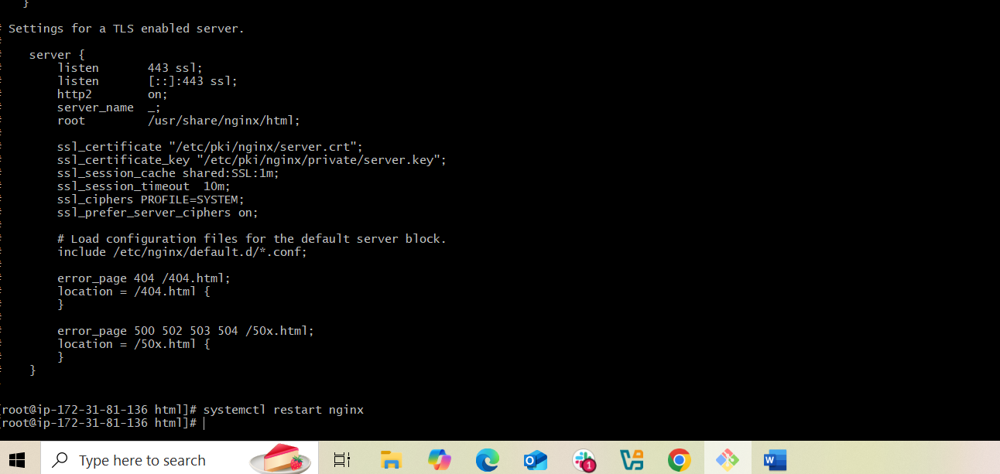 }
# Settings for a TLS enabled server.
#
#    server {
#        listen       443 ssl;
#        listen       [::]:443 ssl;
#        http2        on;
#        server_name  _;
#        root         /usr/share/nginx/html;
#
#        ssl_certificate "/etc/pki/nginx/server.crt";
#        ssl_certificate_key "/etc/pki/nginx/private/server.key";
#        ssl_session_cache shared:SSL:1m;
#        ssl_session_timeout  10m;
#        ssl_ciphers PROFILE=SYSTEM;
#        ssl_prefer_server_ciphers on;
#
#        # Load configuration files for the default server block.
#        include /etc/nginx/default.d/*.conf;
#
#        error_page 404 /404.html;
#        location = /404.html {
#        }
#
#        error_page 500 502 503 504 /50x.html;
#        location = /50x.html {
#        }
#    }
[root@ip-172-31-81-136 html]# systemctl restart nginx
[root@ip-172-31-81-136 html]#
Type here to search
1
W